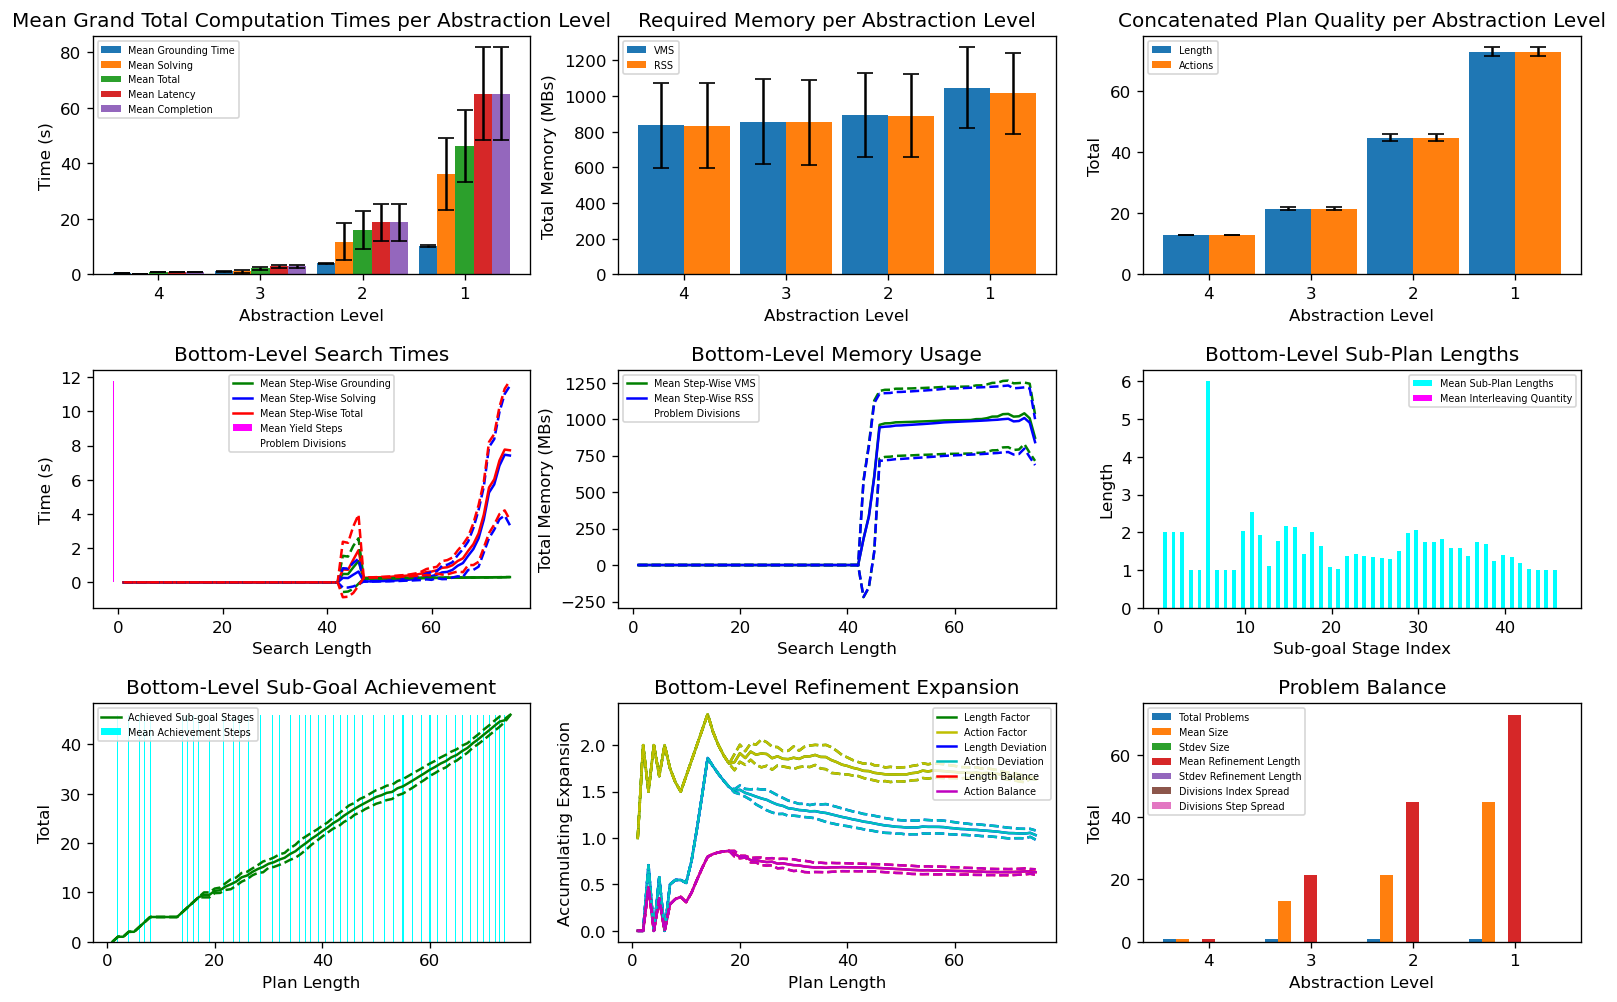 Mean Grand Total Computation Times per Abstraction Level
Mean Grounding Time
Mean Solving
Mean Total
Mean Latency
Mean Completion
Time (s)
0
20
40
60
80
4
3
2
1
Abstraction Level
Required Memory per Abstraction Level
VMS
RSS
Total Memory (MBs)
0
200
400
600
800
1000
1200
4
3
2
1
Abstraction Level
Concatenated Plan Quality per Abstraction Level
Length
Actions
Total
0
20
40
60
4
3
2
1
Abstraction Level
Bottom-Level Search Times
Mean Step-Wise Grounding
Mean Step-Wise Solving
Mean Step-Wise Total
Mean Yield Steps
Problem Divisions
Time (s)
0
2
4
6
8
10
12
0
20
40
60
Search Length
Bottom-Level Memory Usage
Mean Step-Wise VMS
Mean Step-Wise RSS
Problem Divisions
Total Memory (MBs)
−250
0
250
500
750
1000
1250
0
20
40
60
Search Length
Bottom-Level Sub-Plan Lengths
Mean Sub-Plan Lengths
Mean Interleaving Quantity
Length
0
1
2
3
4
5
6
0
10
20
30
40
Sub-goal Stage Index
Bottom-Level Sub-Goal Achievement
Achieved Sub-goal Stages
Mean Achievement Steps
Total
0
10
20
30
40
0
20
40
60
Plan Length
Bottom-Level Refinement Expansion
Length Factor
Action Factor
Length Deviation
Action Deviation
Length Balance
Action Balance
Accumulating Expansion
0.0
0.5
1.0
1.5
2.0
0
20
40
60
Plan Length
Problem Balance
Total Problems
Mean Size
Stdev Size
Mean Refinement Length
Stdev Refinement Length
Divisions Index Spread
Divisions Step Spread
Total
0
20
40
60
4
3
2
1
Abstraction Level